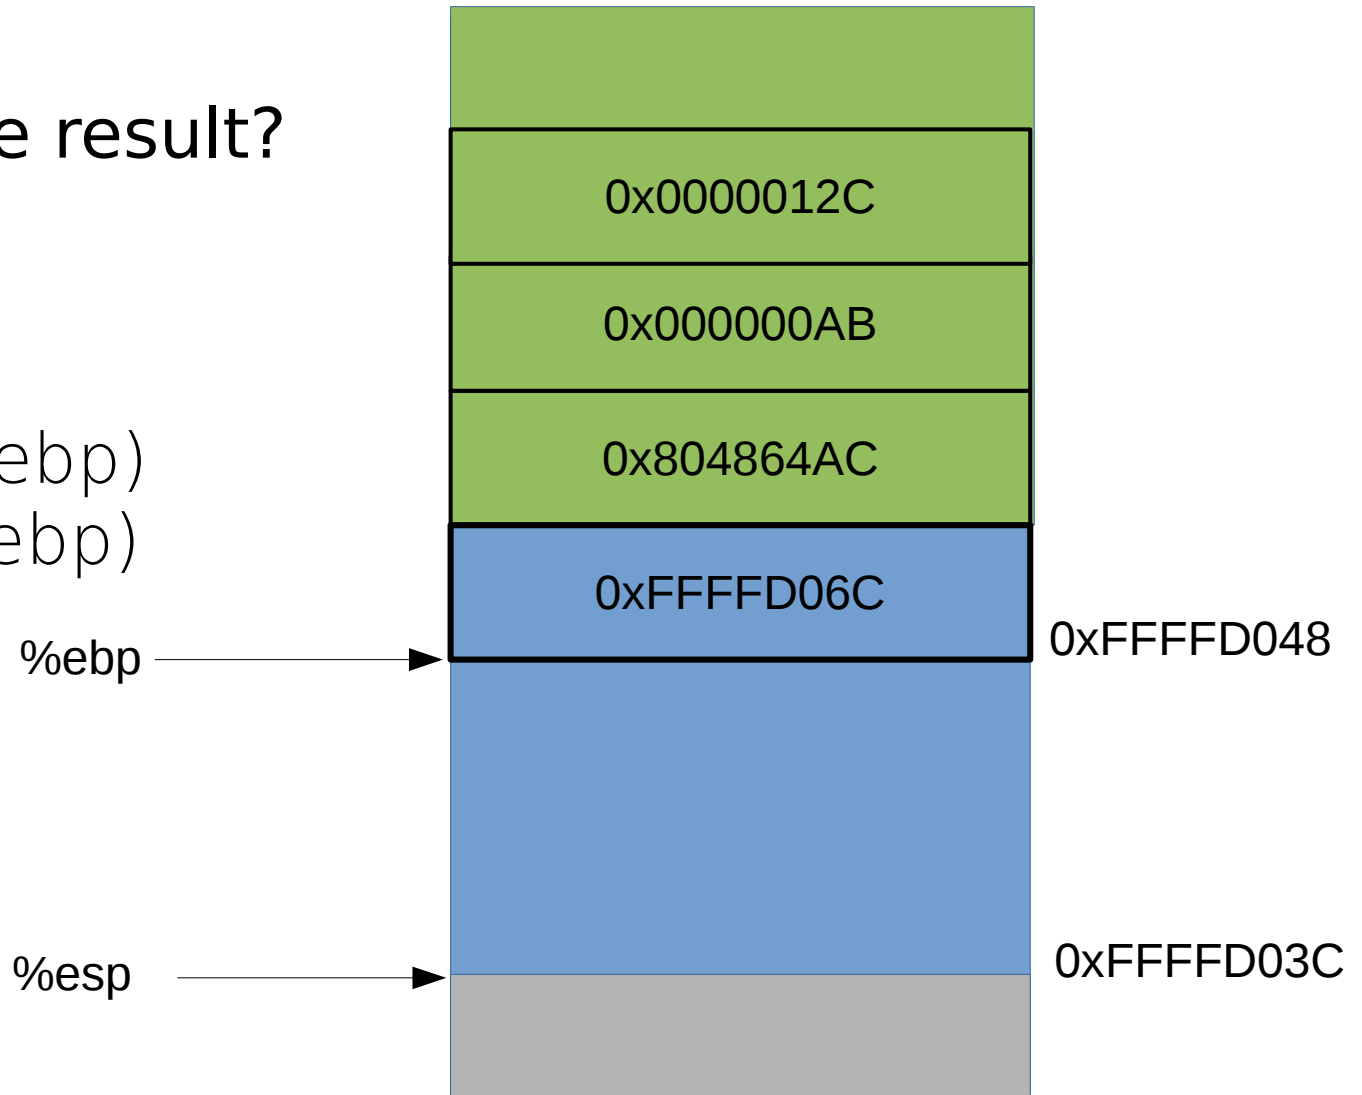 e result?
0x0000012C
0x000000AB
ebp)
0x804864AC
ebp)
0xFFFFD06C
%ebp
0xFFFFD048
%esp
0xFFFFD03C